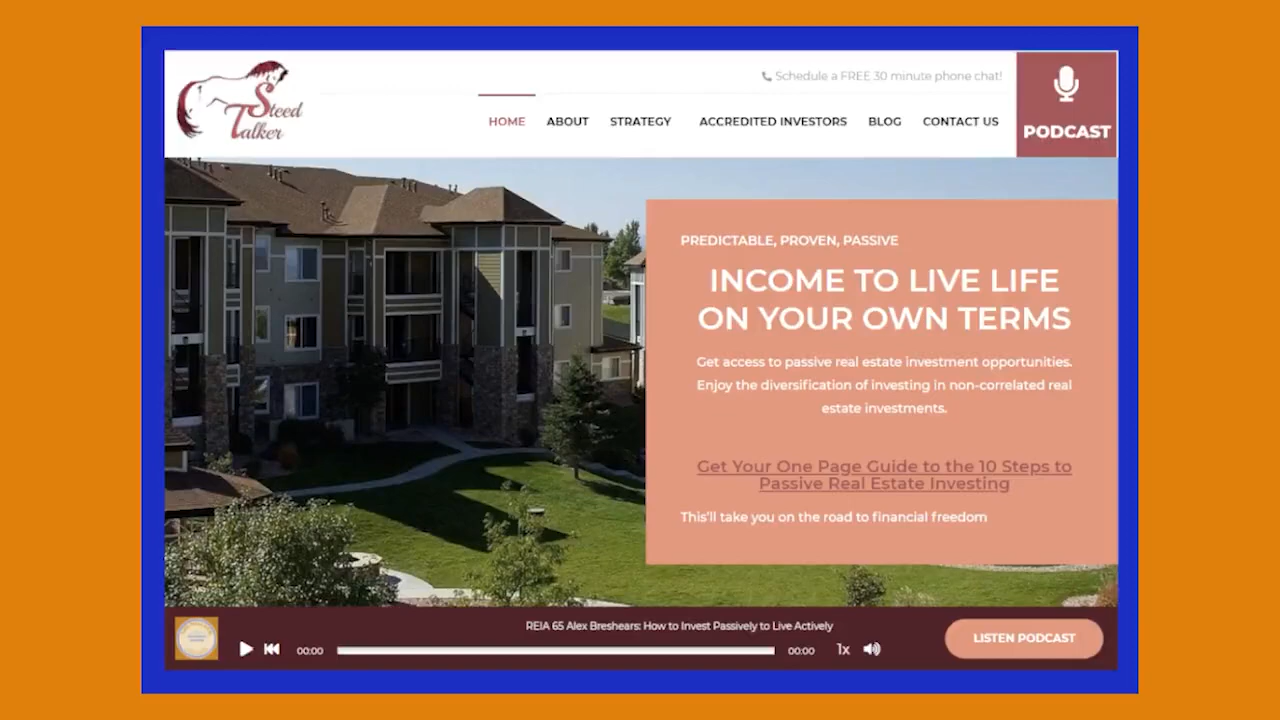 Steed
Talker
Schedule a FREE 30 minute phone chat!
HOME ABOUT STRATEGY ACCREDITED INVESTORS BLOG CONTACT US
PODCAST
PREDICTABLE, PROVEN, PASSIVE
INCOME TO LIVE LIFE
ON YOUR OWN TERMS
Get access to passive real estate investment opportunities.
Enjoy the diversification of investing in non-correlated real
estate investments.
Get Your One Page Guide to the 10 Steps to
Passive Real Estate Investing
This'll take you on the road to financial freedom
REIA 65 Alex Breshears: How to Invest Passively to Live Actively
00:00 00:00 1x
LISTEN PODCAST